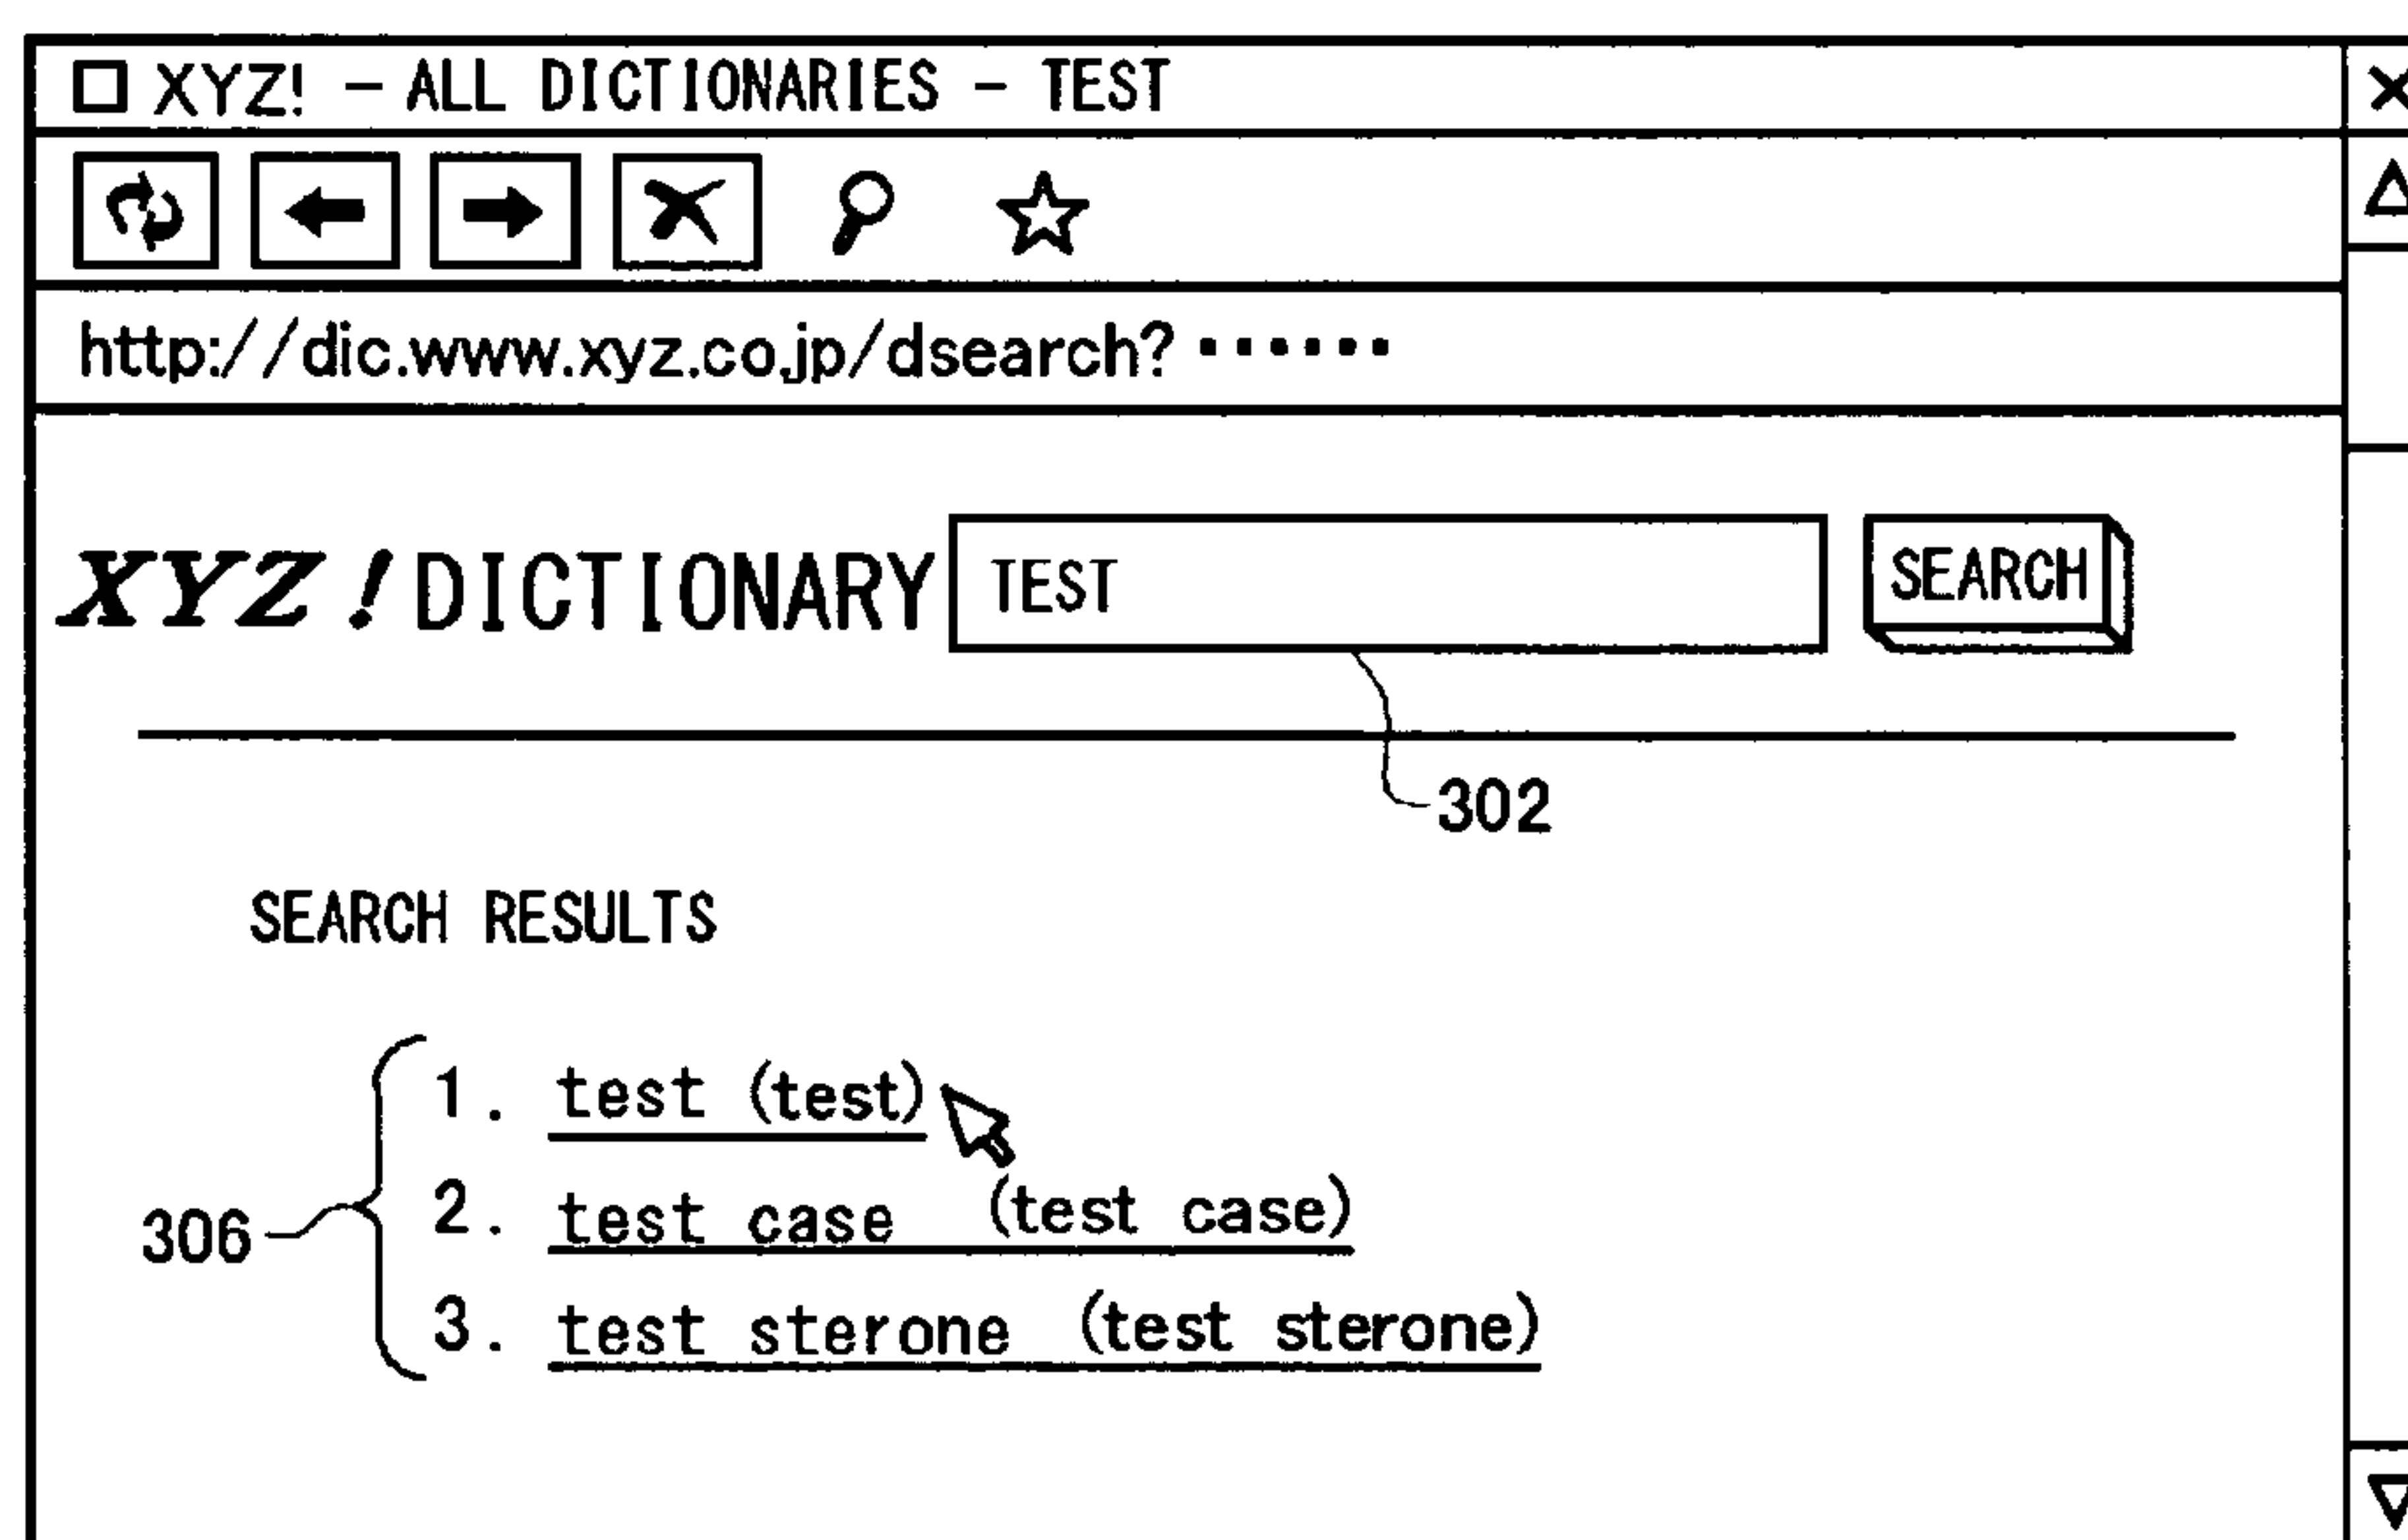 XYZ! - ALL DICTIONARIES - TEST
http://dic.www.xyz.co.jp/dsearch? ······
XYZ! DICTIONARY TEST SEARCH
302
SEARCH RESULTS
1. test (test)
2. test case (test case)
306
3. test sterone (test sterone)